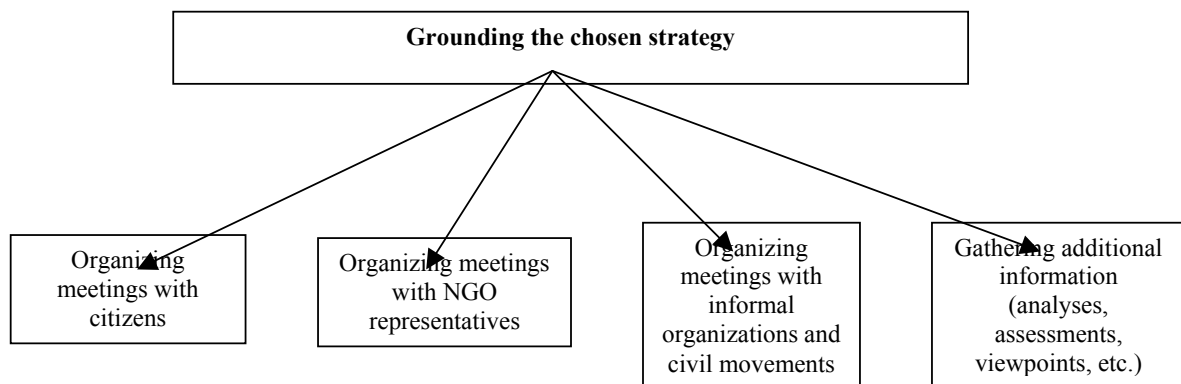 Grounding the chosen strategy
Organizing
meetings with
citizens
Organizing meetings
with NGO
representatives
Organizing
meetings with
informal
organizations and
civil movements
Gathering additional
information
(analyses,
assessments,
viewpoints, etc.)